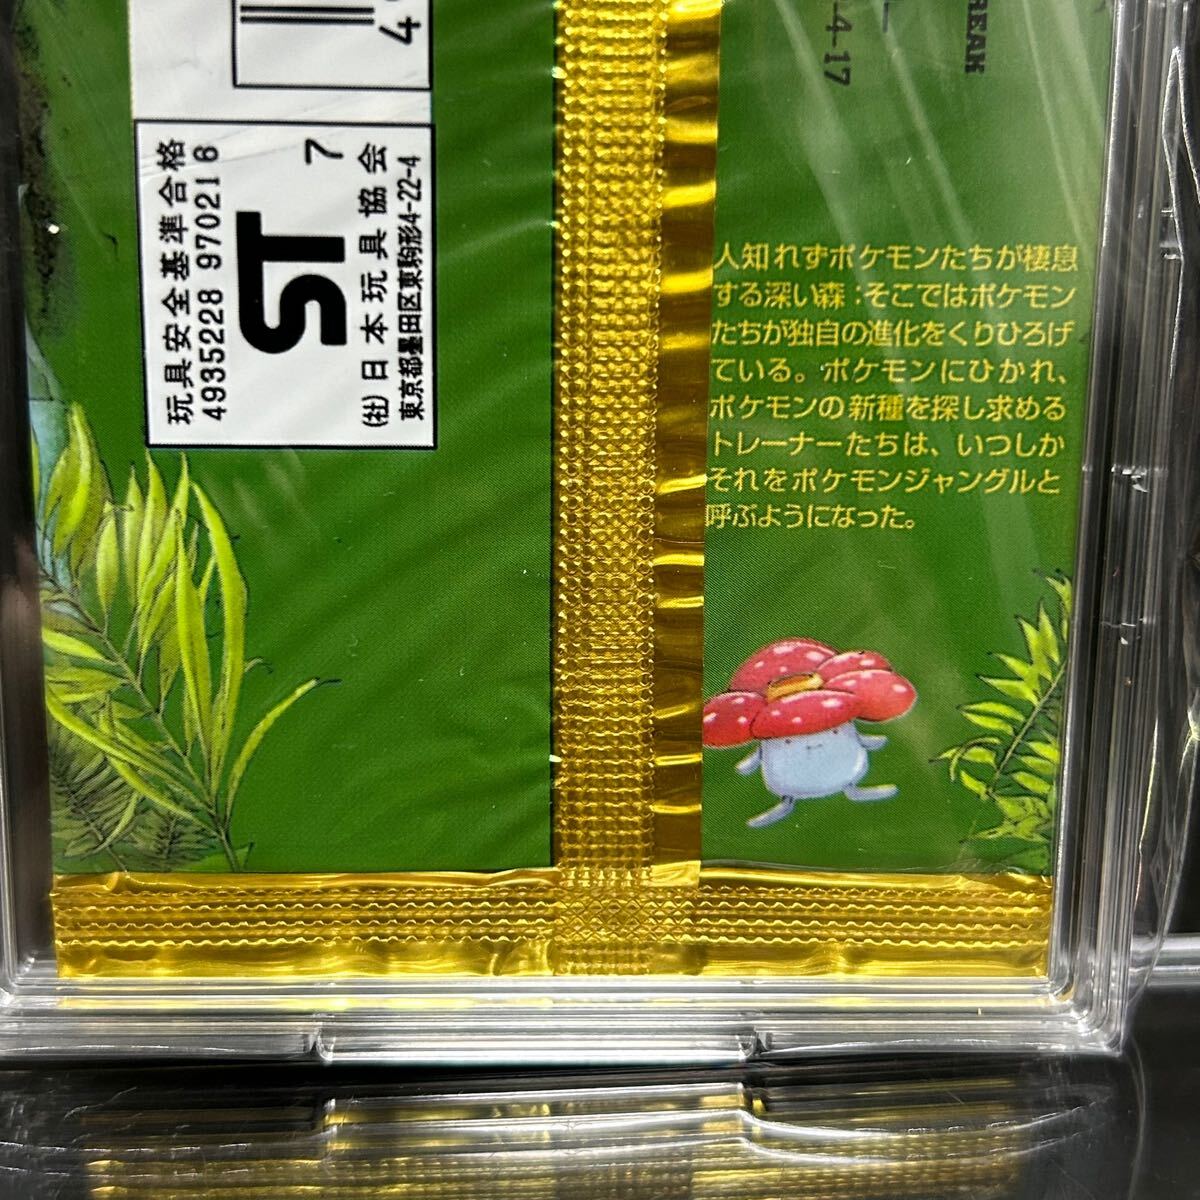 玩具安全基準合格
4935228 970216
ST
7
(社)日本玩具協会
東京都墨田区東駒形4-22-4
4
-4-17
人知れずポケモンたちが棲息
する深い森：そこではポケモン
たちが独自の進化をくりひろげ
ている。ポケモンにひかれ、
ポケモンの新種を探し求める
トレーナーたちは、いつしか
それをポケモンジャングルと
呼ぶようになった。